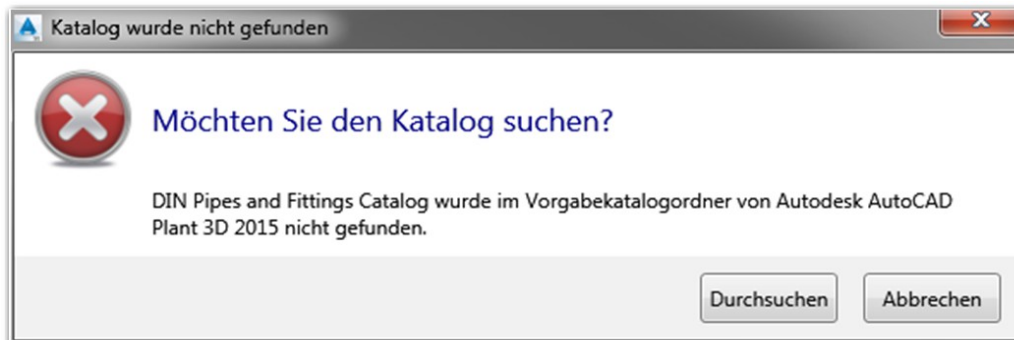 Katalog wurde nicht gefunden
Möchten Sie den Katalog suchen?
DIN Pipes and Fittings Catalog wurde im Vorgabekatalogordner von Autodesk AutoCAD
Plant 3D 2015 nicht gefunden.
Durchsuchen Abbrechen